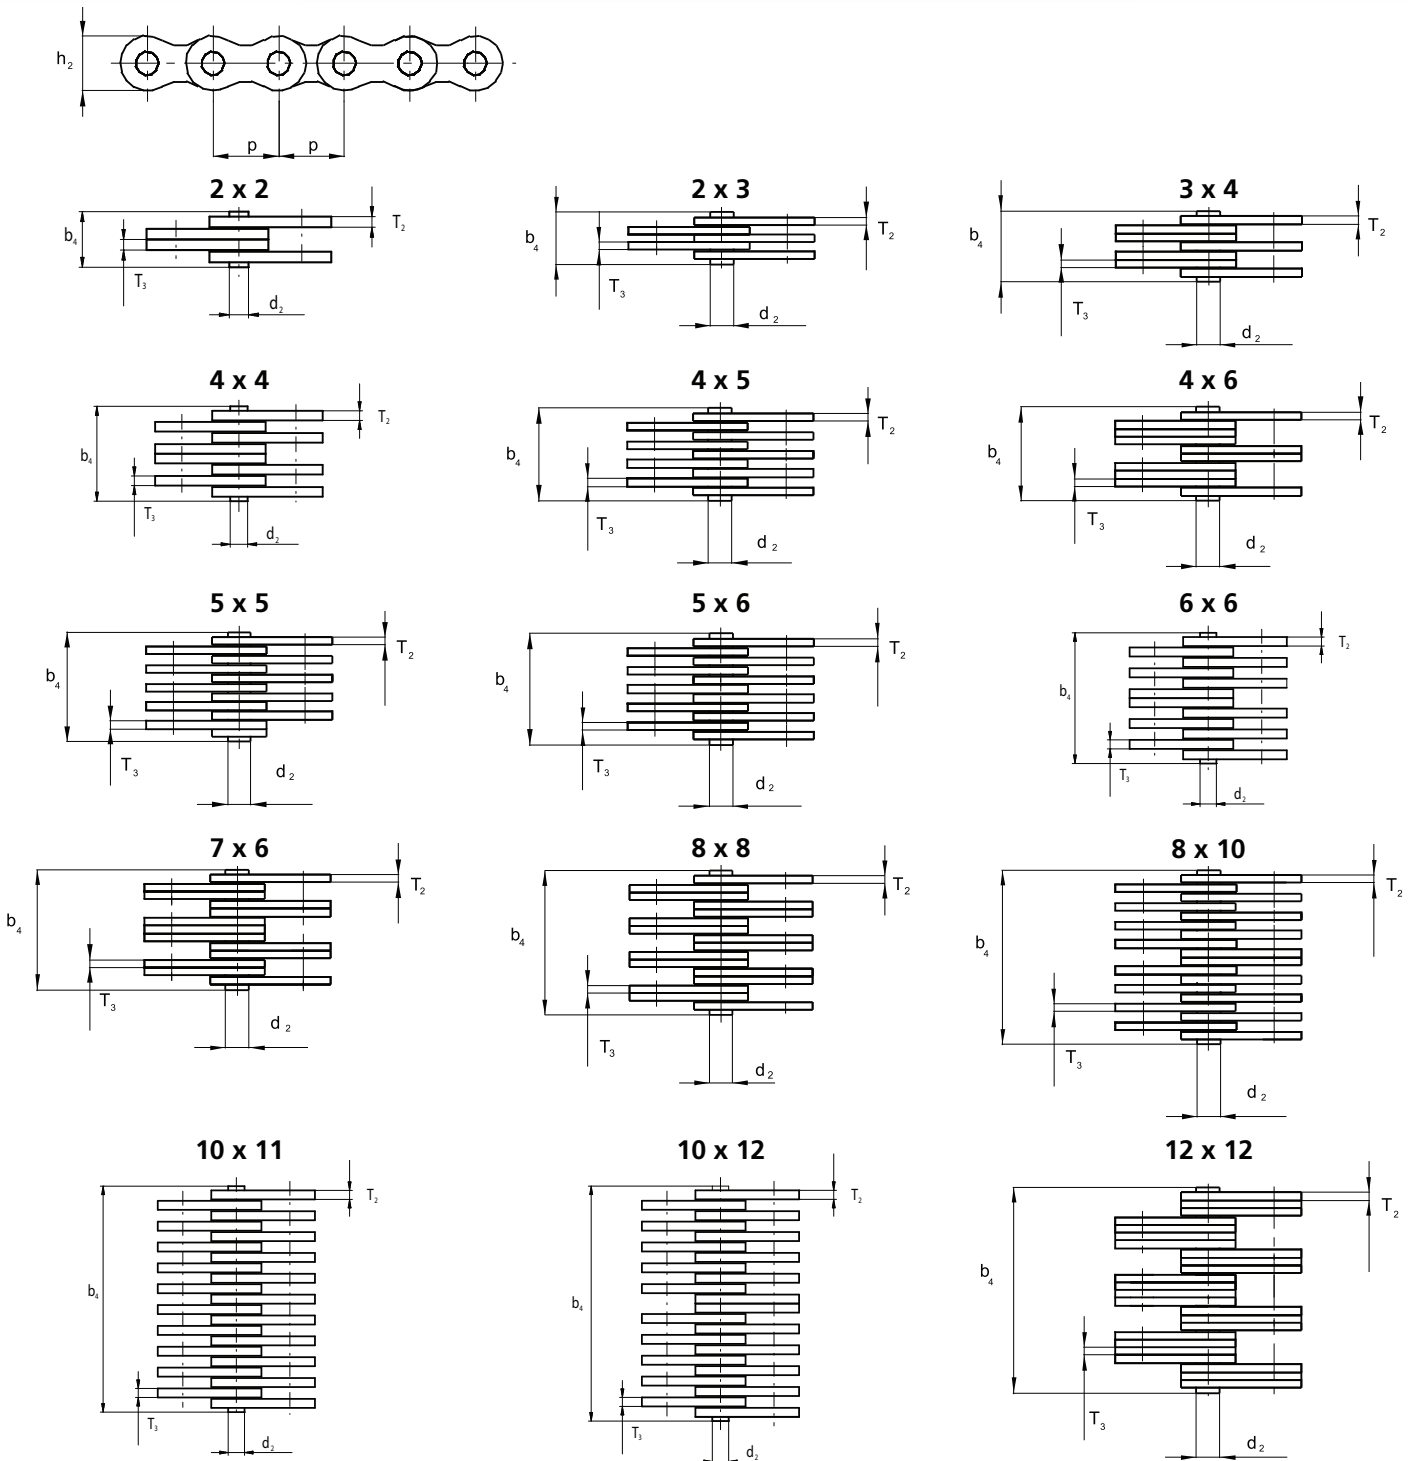 h₂
p p
2 x 2
b₄
T₂
T₃
d₂
2 x 3
b₄
T₂
T₃
d₂
3 x 4
b₄
T₂
T₃
d₂
4 x 4
b₄
T₂
T₃
d₂
4 x 5
b₄
T₂
T₃
d₂
4 x 6
b₄
T₂
T₃
d₂
5 x 5
b₄
T₂
T₃
d₂
5 x 6
b₄
T₂
T₃
d₂
6 x 6
b₄
T₂
T₃
d₂
7 x 6
b₄
T₂
T₃
d₂
8 x 8
b₄
T₂
T₃
d₂
8 x 10
b₄
T₂
T₃
d₂
10 x 11
b₄
T₂
T₃
d₂
10 x 12
b₄
T₂
T₃
d₂
12 x 12
b₄
T₂
T₃
d₂